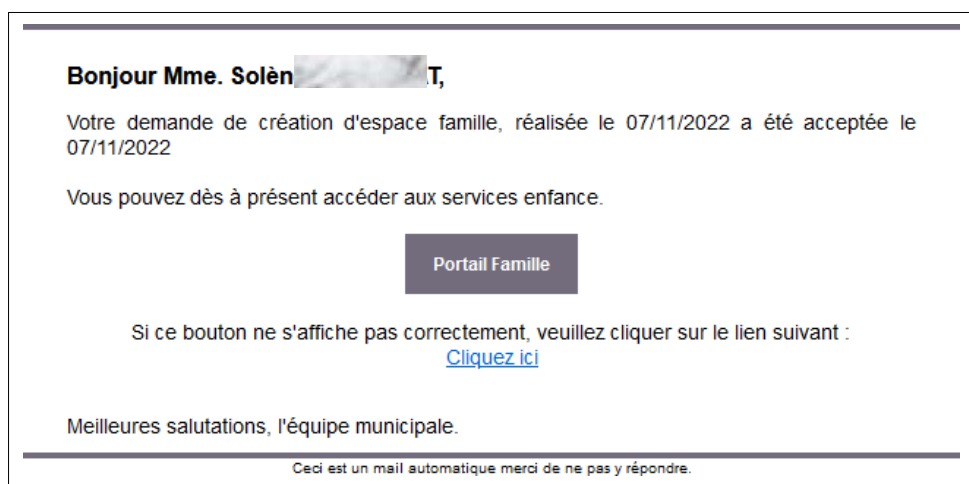 Bonjour Mme. Solèn T,
Votre demande de création d'espace famille, réalisée le 07/11/2022 a été acceptée le
07/11/2022
Vous pouvez dès à présent accéder aux services enfance.
Portail Famille
Si ce bouton ne s'affiche pas correctement, veuillez cliquer sur le lien suivant :
Cliquez ici
Meilleures salutations, l'équipe municipale.
Ceci est un mail automatique merci de ne pas y répondre.